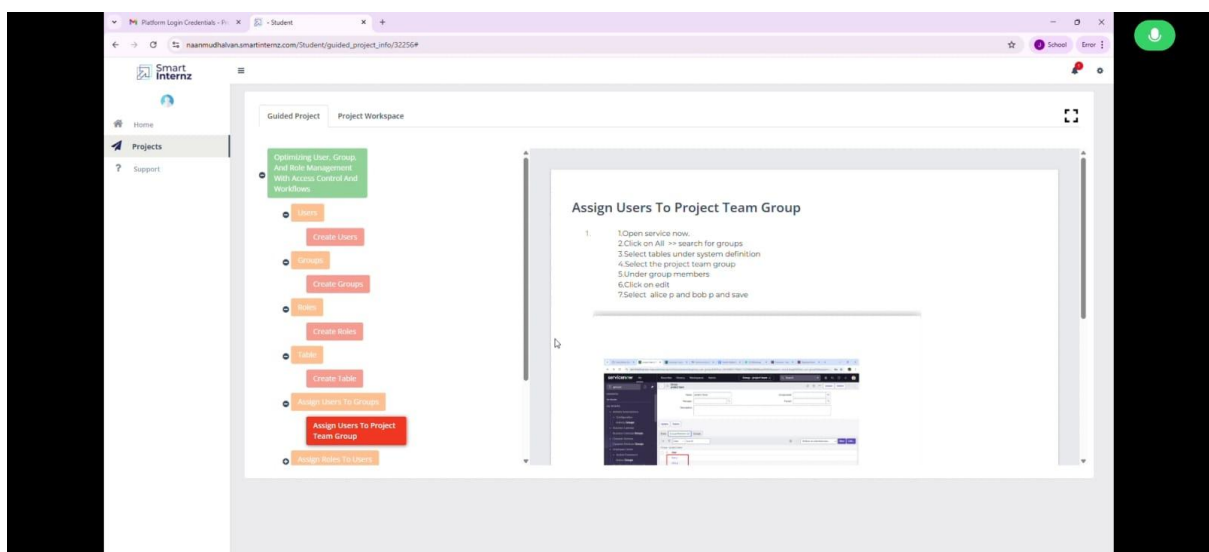 Platform Login Credentials - Pr
- Student
naanmudhalvan.smartinternz.com/Student/guided_project_info/32256#
School
Error
Smart
Internz
Home
Projects
Support
Guided Project
Project Workspace
Optimizing User, Group,
And Role Management
With Access Control And
Workflows
Users
Create Users
Groups
Create Groups
Roles
Create Roles
Table
Create Table
Assign Users To Groups
Assign Users To Project
Team Group
Assign Roles To Users
Assign Users To Project Team Group
1. 1.Open service now.
2.Click on All >> search for groups
3.Select tables under system definition
4.Select the project team group
5.Under group members
6.Click on edit
7.Select alice p and bob p and save
servicenow